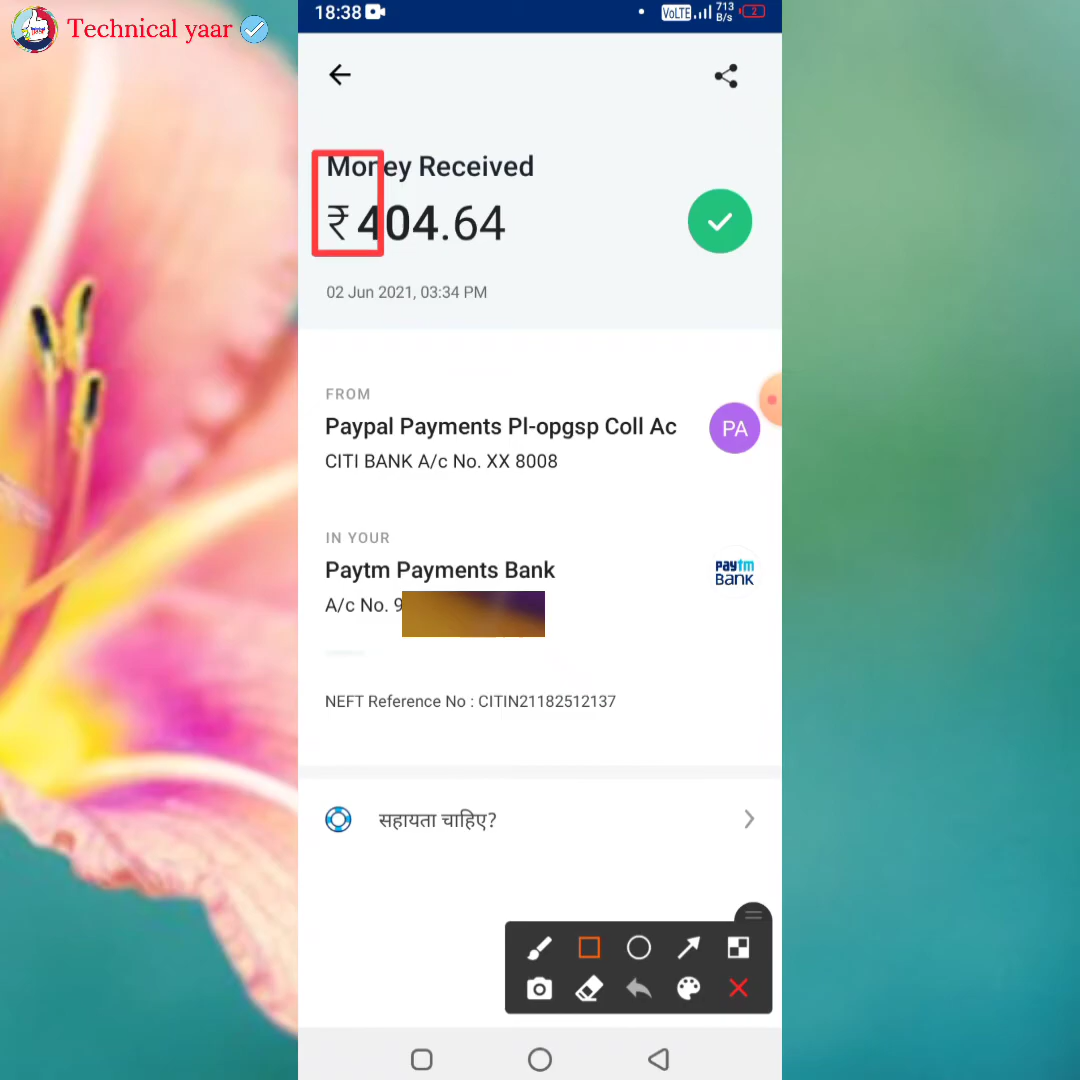 Technical yaar
18:38
VoLTE 713 B/s 2
Money Received
₹404.64
02 Jun 2021, 03:34 PM
FROM
Paypal Payments Pl-opgsp Coll Ac
PA
CITI BANK A/c No. XX 8008
IN YOUR
Paytm Payments Bank
paytm BANK
A/c No. 9
NEFT Reference No : CITIN21182512137
सहायता चाहिए?